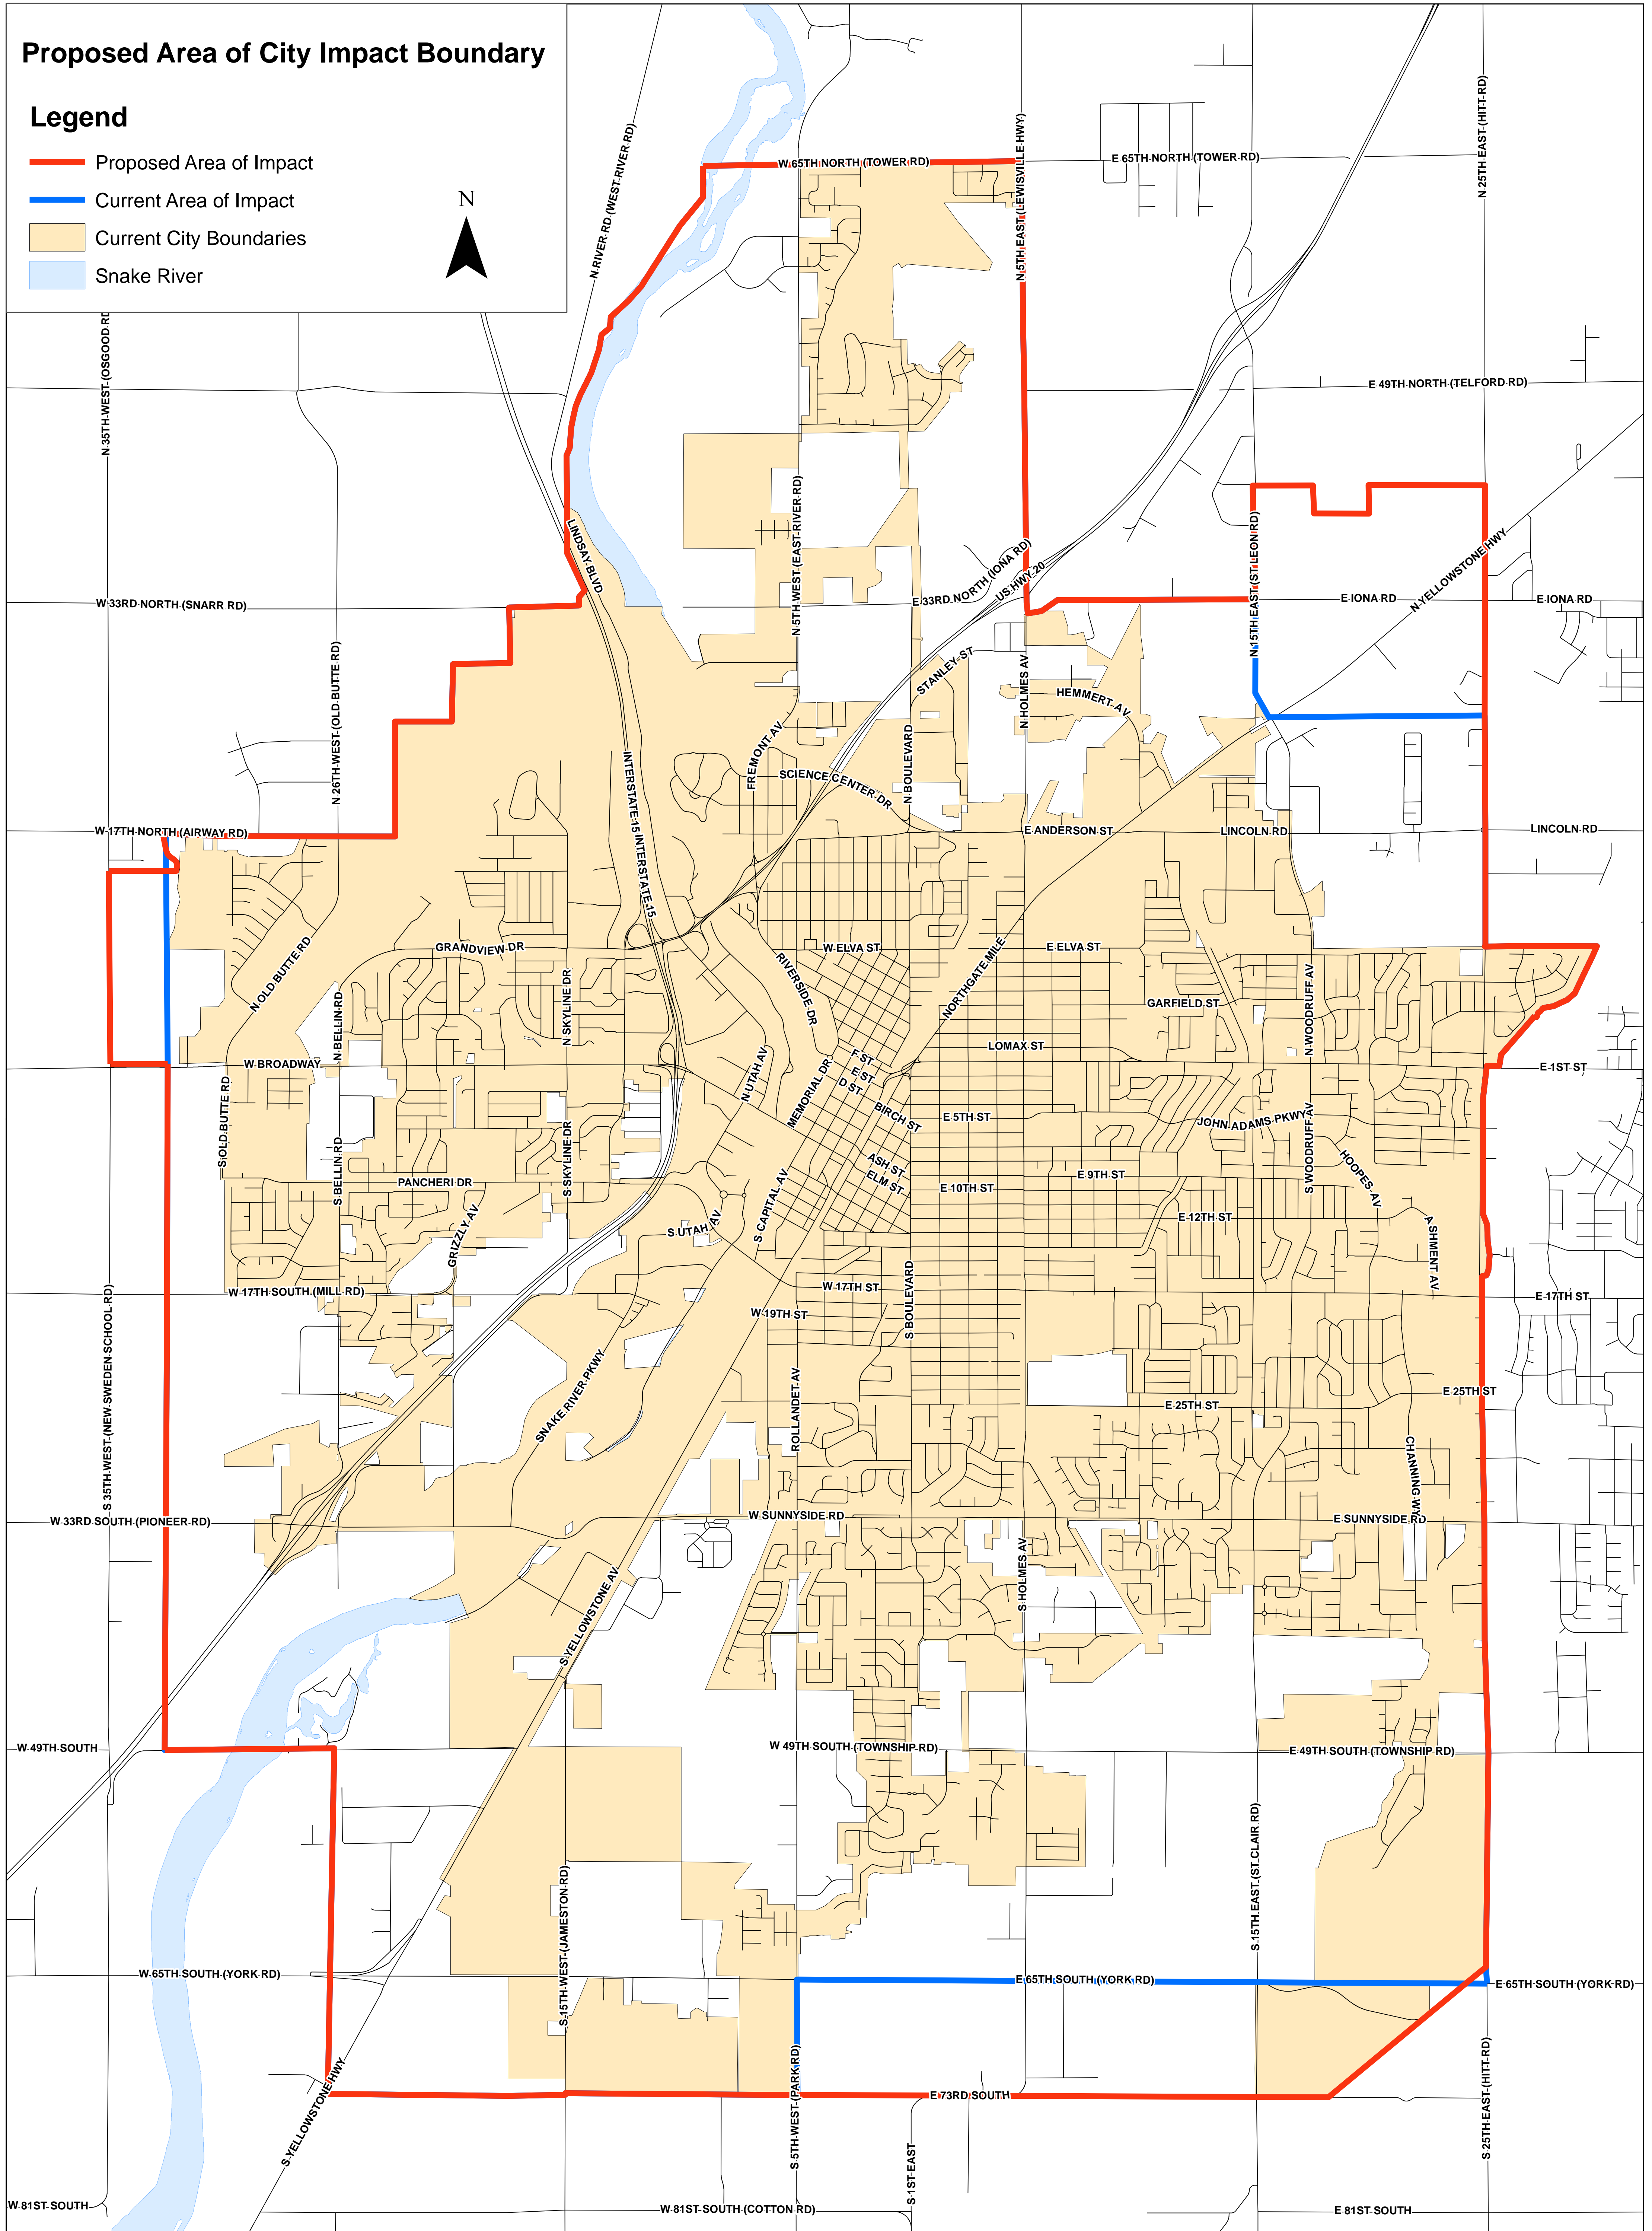 Proposed Area of City Impact Boundary
Legend
Proposed Area of Impact
Current Area of Impact
Current City Boundaries
Snake River
N
N 35TH WEST (OSGOOD RD
N RIVER RD (WEST RIVER RD)
W 65TH NORTH (TOWER RD)
E 65TH NORTH (TOWER RD)
N 5TH EAST (LEWISVILLE HWY)
N 25TH EAST (HITT RD)
E 49TH NORTH (TELFORD RD)
LINDSAY BLVD
N 5TH WEST (EAST RIVER RD)
E 33RD NORTH (IONA RD)
US HWY 20
N 15TH EAST (ST LEON RD)
N YELLOWSTONE HWY
E IONA RD
E IONA RD
W 33RD NORTH (SNARR RD)
N 26TH WEST (OLD BUTTE RD)
STANLEY ST
N HOLMES AV
HEMMERT AV
FREMONT AV
SCIENCE CENTER DR
N BOULEVARD
INTERSTATE 15
INTERSTATE 15
W 17TH NORTH (AIRWAY RD)
E ANDERSON ST
LINCOLN RD
LINCOLN RD
GRANDVIEW DR
N OLD BUTTE RD
W ELVA ST
E ELVA ST
RIVERSIDE DR
NORTHGATE MILE
GARFIELD ST
N WOODRUFF AV
N SKYLINE DR
N BELLIN RD
LOMAX ST
W BROADWAY
N UTAH AV
MEMORIAL DR
F ST
E ST
D ST
BIRCH ST
E 1ST ST
E 5TH ST
JOHN ADAMS PKWY
S OLD BUTTE RD
S BELLIN RD
S SKYLINE DR
PANCHERI DR
ASH ST
ELM ST
E 9TH ST
E 10TH ST
S WOODRUFF AV
HOOPES AV
GRIZZLY AV
S UTAH AV
S CAPITAL AV
E 12TH ST
ASHMENT AV
W 17TH SOUTH (MILL RD)
W 17TH ST
W 19TH ST
S BOULEVARD
E 17TH ST
S 35TH WEST (NEW SWEDEN SCHOOL RD)
SNAKE RIVER PKWY
ROLLANDET AV
E 25TH ST
E 25TH ST
CHANNING WY
W 33RD SOUTH (PIONEER RD)
W SUNNYSIDE RD
E SUNNYSIDE RD
S HOLMES AV
S YELLOWSTONE AV
W 49TH SOUTH
W 49TH SOUTH (TOWNSHIP RD)
E 49TH SOUTH (TOWNSHIP RD)
S 15TH WEST (JAMESTON RD)
S 15TH EAST (ST CLAIR RD)
W 65TH SOUTH (YORK RD)
E 65TH SOUTH (YORK RD)
E 65TH SOUTH (YORK RD)
S YELLOWSTONE HWY
S 5TH WEST (PARK RD)
E 73RD SOUTH
S 25TH EAST (HITT RD)
S 1ST EAST
W 81ST SOUTH
W 81ST SOUTH (COTTON RD)
E 81ST SOUTH